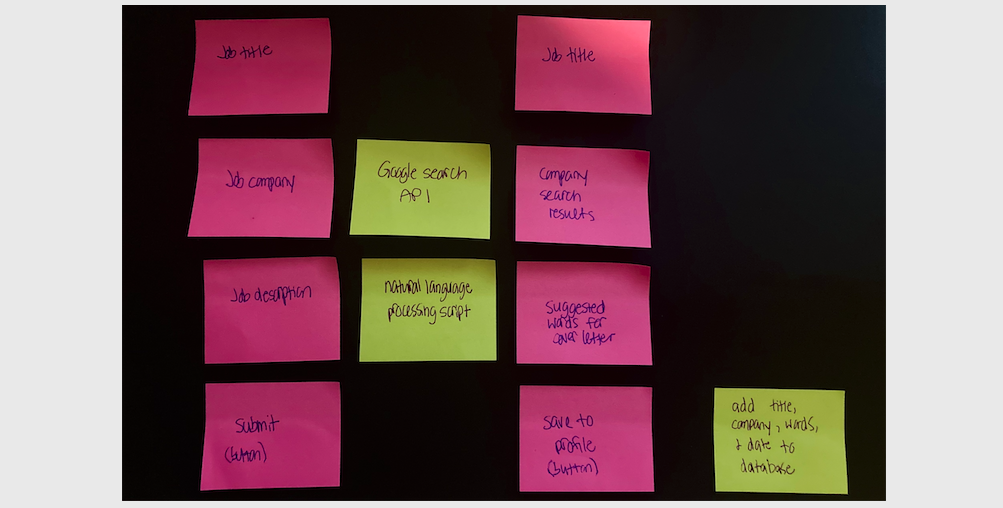 Job title
Job title
Job company
Google search
API
company
search
results
Job description
natural language
processing script
suggested
words for
cover letter
Submit
(button)
save to
profile
(button)
add title,
company, words,
& date to
database